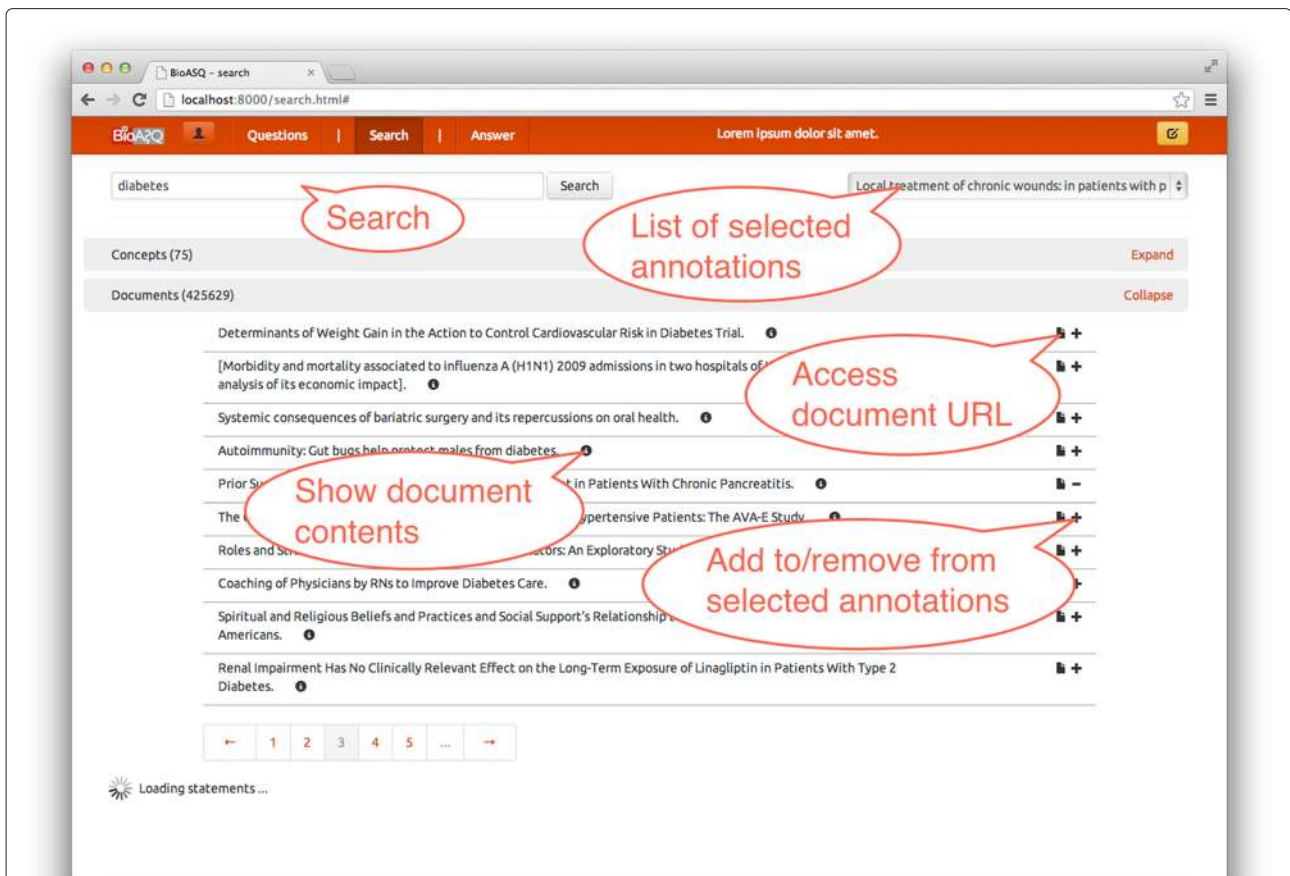 BioASQ – search
localhost:8000/search.html#
BioASQ Questions | Search | Answer Lorem ipsum dolor sit amet.
diabetes Search Local treatment of chronic wounds: in patients with p
Search
List of selected
annotations
Concepts (75) Expand
Documents (425629) Collapse
Determinants of Weight Gain in the Action to Control Cardiovascular Risk in Diabetes Trial.
[Morbidity and mortality associated to influenza A (H1N1) 2009 admissions in two hospitals of
analysis of its economic impact].
Access
document URL
Systemic consequences of bariatric surgery and its repercussions on oral health.
Autoimmunity: Gut bugs help protect males from diabetes.
Show document
contents
Prior in Patients With Chronic Pancreatitis.
The Hypertensive Patients: The AVA-E Study
Roles and An Exploratory
Add to/remove from
selected annotations
Coaching of Physicians by RNs to Improve Diabetes Care.
Spiritual and Religious Beliefs and Practices and Social Support's Relationship
Americans.
Renal Impairment Has No Clinically Relevant Effect on the Long-Term Exposure of Linagliptin in Patients With Type 2
Diabetes.
← 1 2 3 4 5 ... →
Loading statements ...